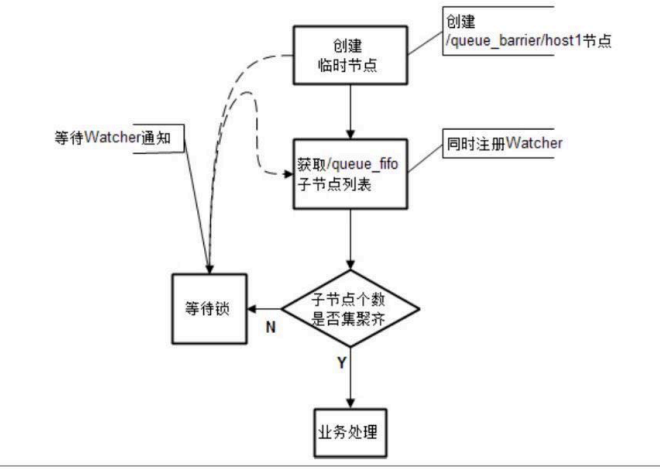 创建
临时节点
创建
/queue_barrier/host1节点
等待Watcher通知
获取/queue_fifo
子节点列表
同时注册Watcher
等待锁
子节点个数
是否集聚齐
N
Y
业务处理